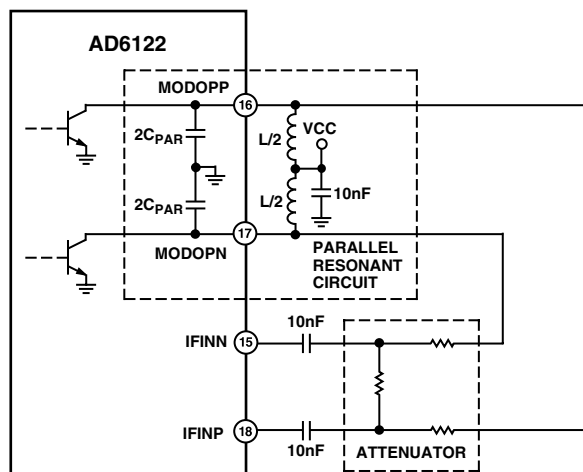 AD6122
MODOPP
16
2CPAR
L/2
VCC
2CPAR
L/2
10nF
17
MODOPN
PARALLEL
RESONANT
CIRCUIT
10nF
IFINN
15
IFINP
18
10nF
ATTENUATOR